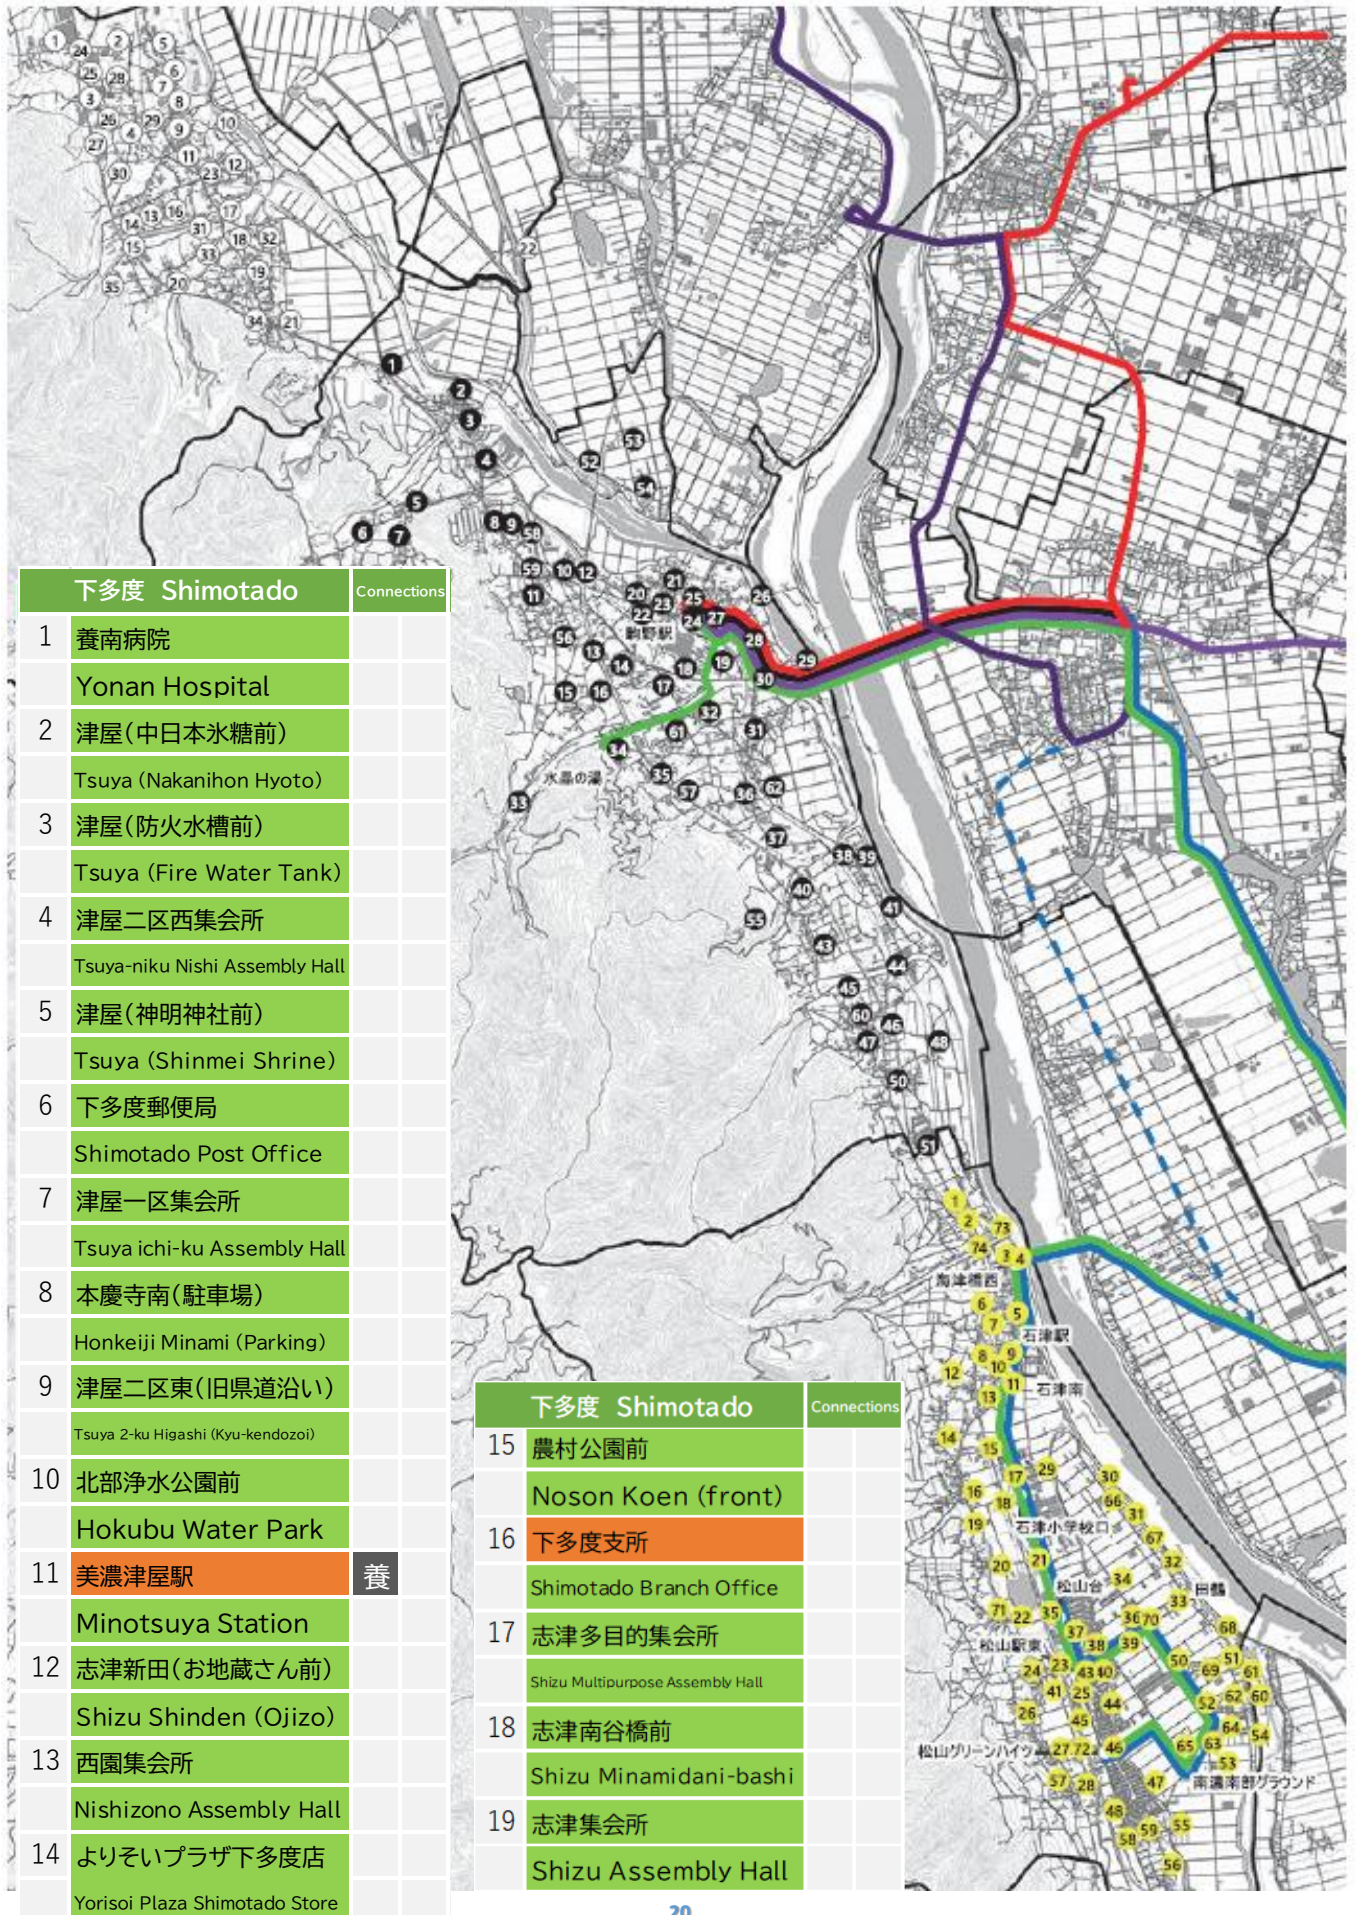 下多度 Shimotado Connections
1 養南病院
Yonan Hospital
2 津屋(中日本氷糖前)
Tsuya (Nakanihon Hyoto)
3 津屋(防火水槽前)
Tsuya (Fire Water Tank)
4 津屋二区西集会所
Tsuya-niku Nishi Assembly Hall
5 津屋(神明神社前)
Tsuya (Shinmei Shrine)
6 下多度郵便局
Shimotado Post Office
7 津屋一区集会所
Tsuya ichi-ku Assembly Hall
8 本慶寺南(駐車場)
Honkeiji Minami (Parking)
9 津屋二区東(旧県道沿い)
Tsuya 2-ku Higashi (Kyu-kendozoi)
10 北部浄水公園前
Hokubu Water Park
11 美濃津屋駅 養
Minotsuya Station
12 志津新田(お地蔵さん前)
Shizu Shinden (Ojizo)
13 西園集会所
Nishizono Assembly Hall
14 よりそいプラザ下多度店
Yorisoi Plaza Shimotado Store
下多度 Shimotado Connections
15 農村公園前
Noson Koen (front)
16 下多度支所
Shimotado Branch Office
17 志津多目的集会所
Shizu Multipurpose Assembly Hall
18 志津南谷橋前
Shizu Minamidani-bashi
19 志津集会所
Shizu Assembly Hall
駒野駅
水晶の湯
海津橋西
石津駅
石津南
石津小学校口
松山台
田鶴
松山駅東
松山グリーンハイツ
南濃南部グラウンド
20